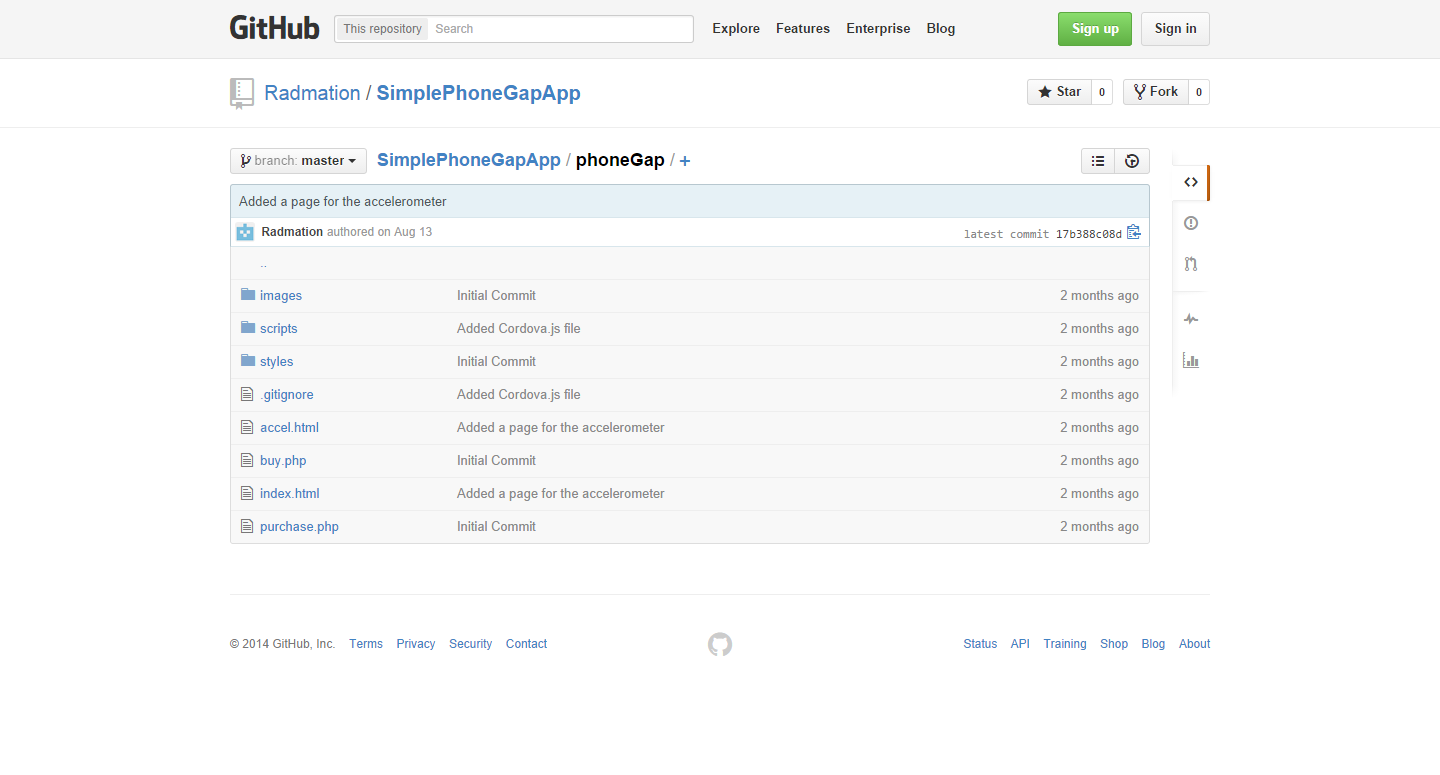 GitHub This repository Search Explore Features Enterprise Blog Sign up Sign in
Radmation / SimplePhoneGapApp Star 0 Fork 0
branch: master SimplePhoneGapApp / phoneGap / +
Added a page for the accelerometer
Radmation authored on Aug 13 latest commit 17b388c08d
..
images Initial Commit 2 months ago
scripts Added Cordova.js file 2 months ago
styles Initial Commit 2 months ago
.gitignore Added Cordova.js file 2 months ago
accel.html Added a page for the accelerometer 2 months ago
buy.php Initial Commit 2 months ago
index.html Added a page for the accelerometer 2 months ago
purchase.php Initial Commit 2 months ago
© 2014 GitHub, Inc. Terms Privacy Security Contact Status API Training Shop Blog About